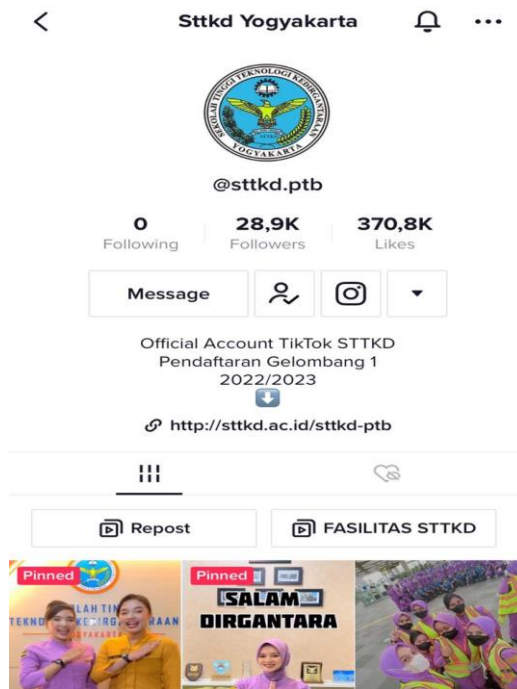 Sttkd Yogyakarta
SEKOLAH TINGGI TEKNOLOGI KEDIRGANTARAAN
YOGYAKARTA
@sttkd.ptb
0 28,9K 370,8K
Following Followers Likes
Message
Official Account TikTok STTKD
Pendaftaran Gelombang 1
2022/2023
http://sttkd.ac.id/sttkd-ptb
Repost FASILITAS STTKD
Pinned Pinned
SALAM
DIRGANTARA